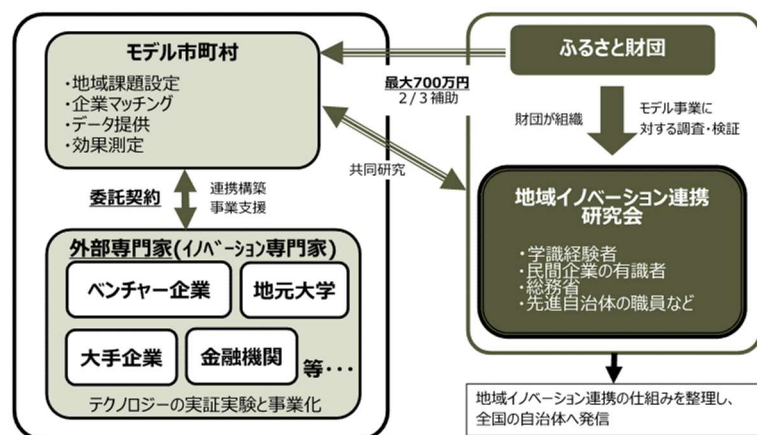 モデル市町村
・地域課題設定
・企業マッチング
・データ提供
・効果測定
委託契約
連携構築
事業支援
外部専門家(ｲﾉﾍﾞｰｼｮﾝ専門家)
ベンチャー企業
地元大学
大手企業
金融機関
等・・・
テクノロジーの実証実験と事業化
最大700万円
2/3補助
共同研究
ふるさと財団
財団が組織
モデル事業に
対する調査・検証
地域イノベーション連携
研究会
・学識経験者
・民間企業の有識者
・総務省
・先進自治体の職員など
地域イノベーション連携の仕組みを整理し、
全国の自治体へ発信